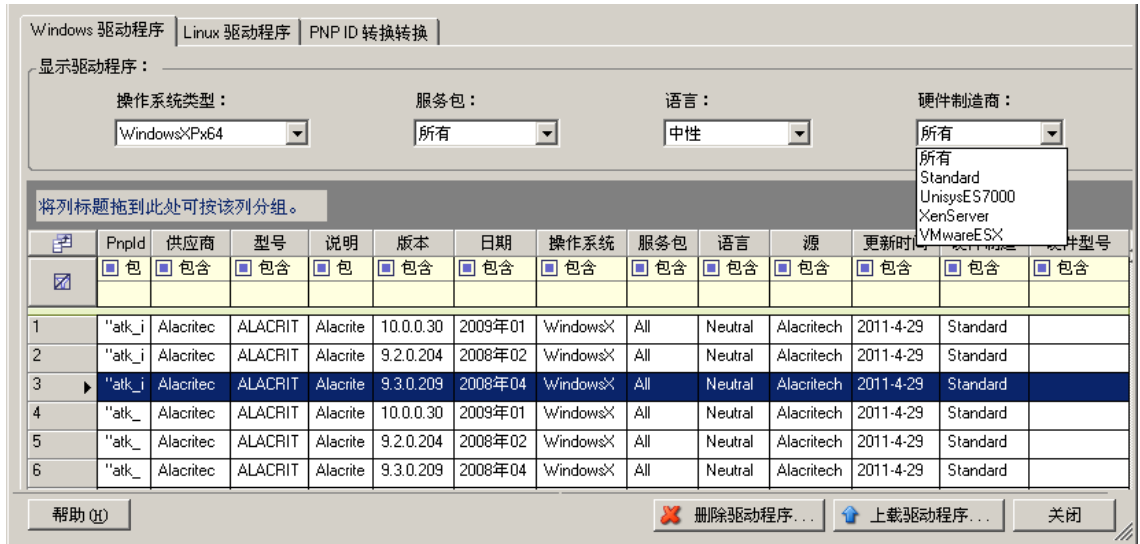 Windows 驱动程序 Linux 驱动程序 PNP ID 转换转换
显示驱动程序：
操作系统类型： 服务包： 语言： 硬件制造商：
WindowsXPx64 所有 中性 所有
所有
Standard
UnisysES7000
XenServer
VMwareESX
将列标题拖到此处可按该列分组。
PnpId 供应商 型号 说明 版本 日期 操作系统 服务包 语言 源 更新时间 硬件型号
包 包含 包含 包 包含 包含 包含 包含 包含 包含 包含 包含 包含
1 "atk_i Alacritec ALACRIT Alacrite 10.0.0.30 2009年01 WindowsX All Neutral Alacritech 2011-4-29 Standard
2 "atk_i Alacritec ALACRIT Alacrite 9.2.0.204 2008年02 WindowsX All Neutral Alacritech 2011-4-29 Standard
3 "atk_i Alacritec ALACRIT Alacrite 9.3.0.209 2008年04 WindowsX All Neutral Alacritech 2011-4-29 Standard
4 "atk_ Alacritec ALACRIT Alacrite 10.0.0.30 2009年01 WindowsX All Neutral Alacritech 2011-4-29 Standard
5 "atk_ Alacritec ALACRIT Alacrite 9.2.0.204 2008年02 WindowsX All Neutral Alacritech 2011-4-29 Standard
6 "atk_ Alacritec ALACRIT Alacrite 9.3.0.209 2008年04 WindowsX All Neutral Alacritech 2011-4-29 Standard
帮助(H) 删除驱动程序... 上载驱动程序... 关闭